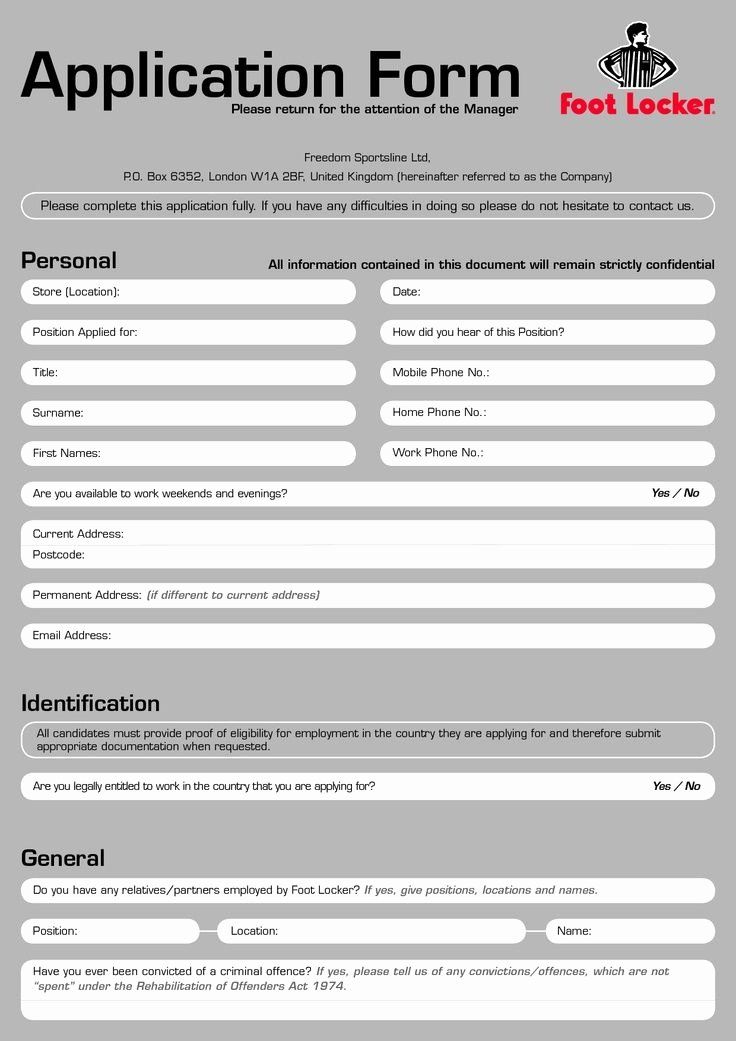 Application Form
Please return for the attention of the Manager
Foot Locker.
Freedom Sportsline Ltd,
P.O. Box 6352, London W1A 2BF, United Kingdom (hereinafter referred to as the Company)
Please complete this application fully. If you have any difficulties in doing so please do not hesitate to contact us.
Personal
All information contained in this document will remain strictly confidential
Store (Location):
Date:
Position Applied for:
How did you hear of this Position?
Title:
Mobile Phone No.:
Surname:
Home Phone No.:
First Names:
Work Phone No.:
Are you available to work weekends and evenings?
Yes / No
Current Address:
Postcode:
Permanent Address: (if different to current address)
Email Address:
Identification
All candidates must provide proof of eligibility for employment in the country they are applying for and therefore submit
appropriate documentation when requested.
Are you legally entitled to work in the country that you are applying for?
Yes / No
General
Do you have any relatives/partners employed by Foot Locker? If yes, give positions, locations and names.
Position:
Location:
Name:
Have you ever been convicted of a criminal offence? If yes, please tell us of any convictions/offences, which are not
“spent” under the Rehabilitation of Offenders Act 1974.